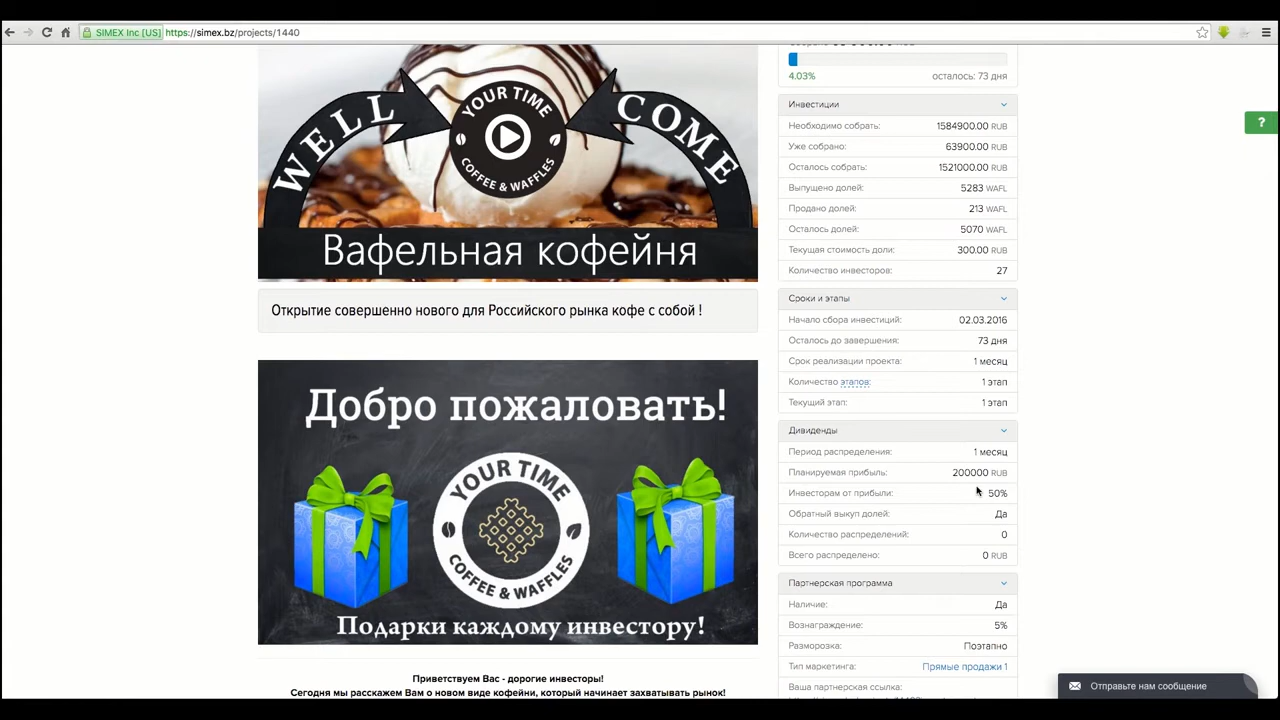 SIMEX Inc [US] https://simex.bz/projects/1440
WELL COME
YOUR TIME
COFFEE & WAFFLES
Вафельная кофейня
Открытие совершенно нового для Российского рынка кофе с собой !
Добро пожаловать!
YOUR TIME
COFFEE & WAFFLES
Подарки каждому инвестору!
Приветствуем Вас - дорогие инвесторы!
Сегодня мы расскажем Вам о новом виде кофейни, который начинает захватывать рынок!
4.03% осталось: 73 дня
Инвестиции
Необходимо собрать: 1584900.00 RUB
Уже собрано: 63900.00 RUB
Осталось собрать: 1521000.00 RUB
Выпущено долей: 5283 WAFL
Продано долей: 213 WAFL
Осталось долей: 5070 WAFL
Текущая стоимость доли: 300.00 RUB
Количество инвесторов: 27
Сроки и этапы
Начало сбора инвестиций: 02.03.2016
Осталось до завершения: 73 дня
Срок реализации проекта: 1 месяц
Количество этапов: 1 этап
Текущий этап: 1 этап
Дивиденды
Период распределения: 1 месяц
Планируемая прибыль: 200000 RUB
Инвесторам от прибыли: 50%
Обратный выкуп долей: Да
Количество распределений: 0
Всего распределено: 0 RUB
Партнерская программа
Наличие: Да
Вознаграждение: 5%
Разморозка: Поэтапно
Тип маркетинга: Прямые продажи 1
Ваша партнерская ссылка:
?
Отправьте нам сообщение